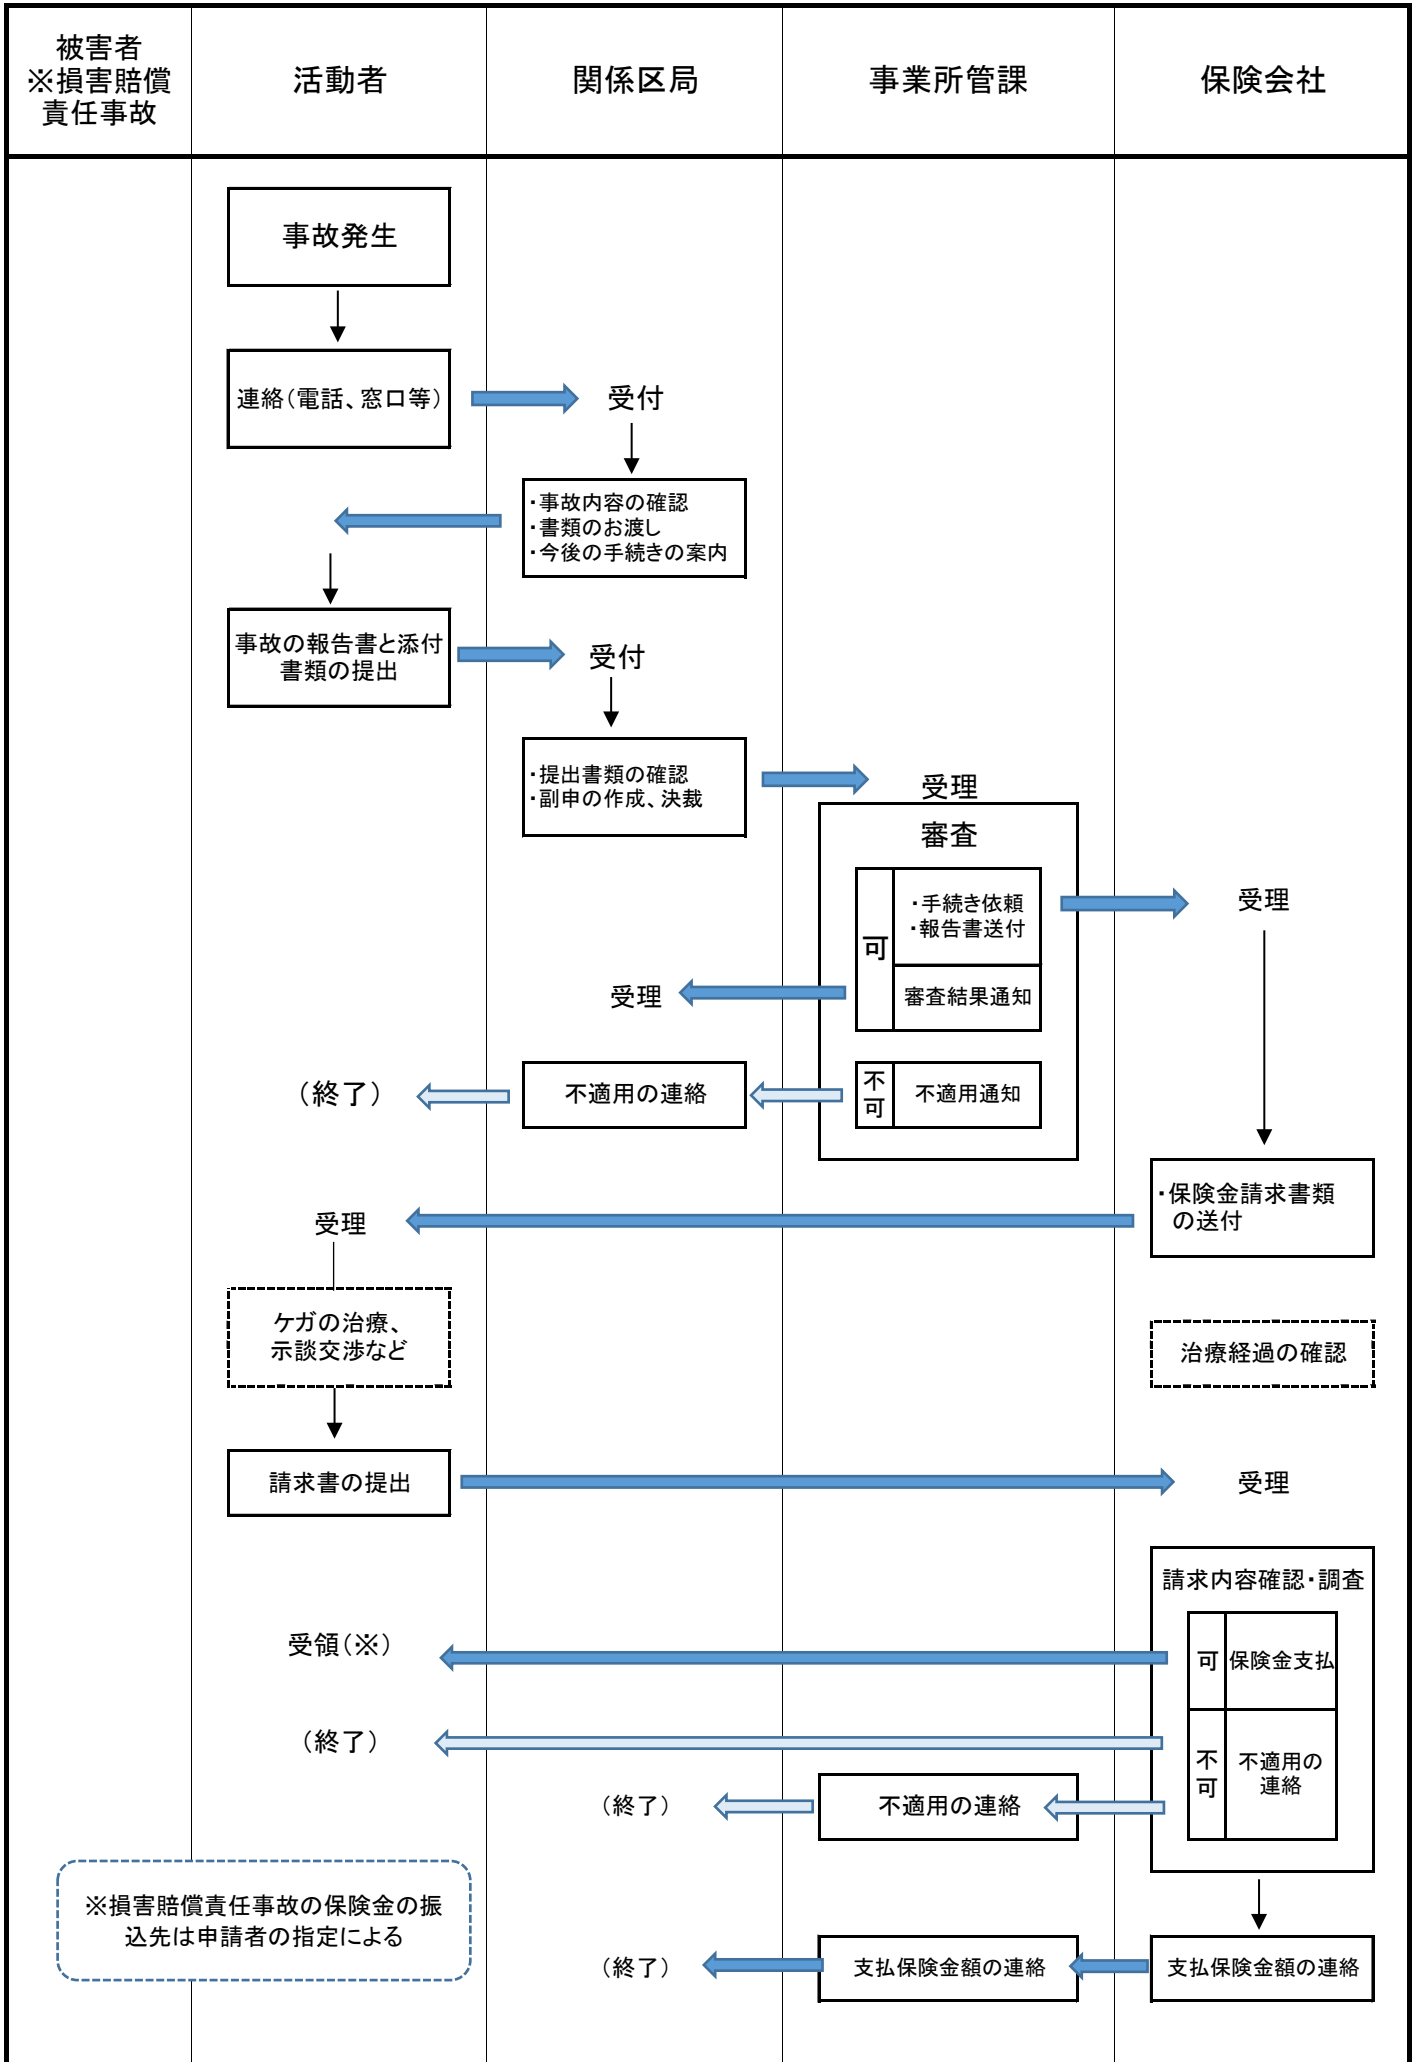 被害者
※損害賠償
責任事故
活動者
関係区局
事業所管課
保険会社
事故発生
連絡（電話、窓口等）
受付
・事故内容の確認
・書類のお渡し
・今後の手続きの案内
事故の報告書と添付
書類の提出
受付
・提出書類の確認
・副申の作成、決裁
受理
審査
可
・手続き依頼
・報告書送付
受理
審査結果通知
受理
不
可
不適用通知
不適用の連絡
（終了）
・保険金請求書類
の送付
受理
ケガの治療、
示談交渉など
治療経過の確認
請求書の提出
受理
請求内容確認・調査
可
保険金支払
受領（※）
不
可
不適用の
連絡
（終了）
不適用の連絡
（終了）
※損害賠償責任事故の保険金の振
込先は申請者の指定による
支払保険金額の連絡
支払保険金額の連絡
（終了）